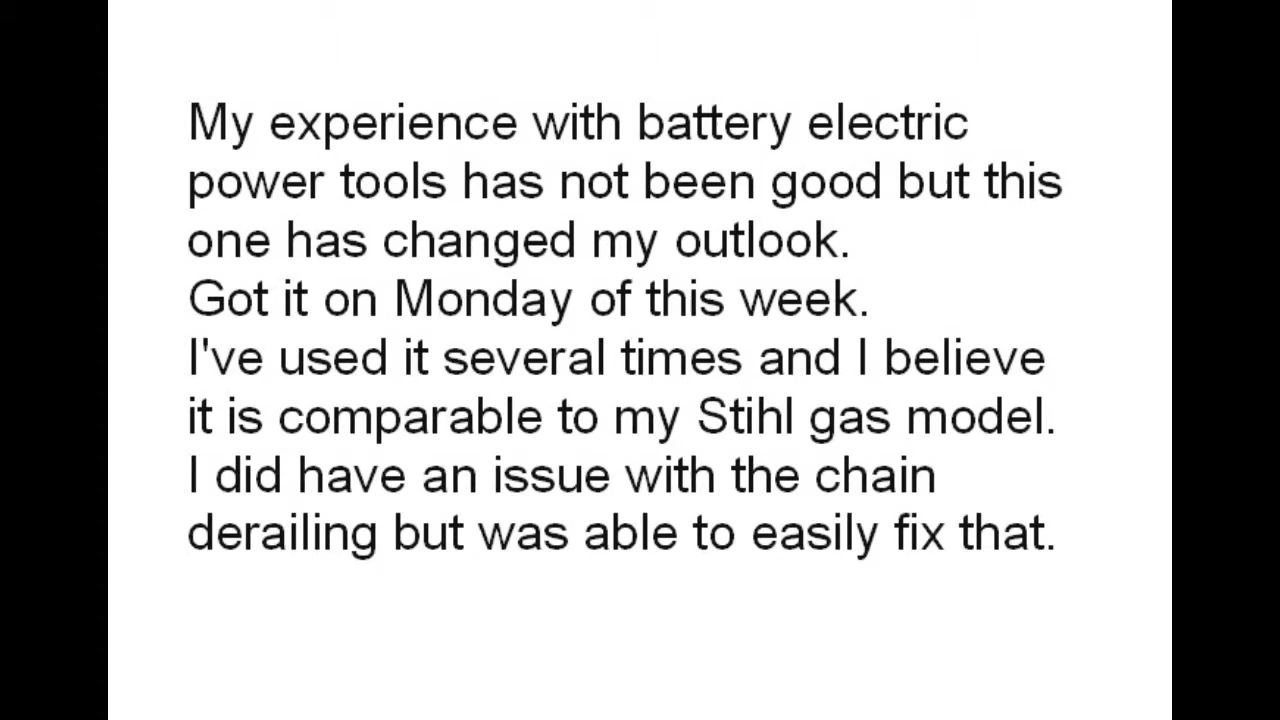 My experience with battery electric
power tools has not been good but this
one has changed my outlook.
Got it on Monday of this week.
I've used it several times and I believe
it is comparable to my Stihl gas model.
I did have an issue with the chain
derailing but was able to easily fix that.